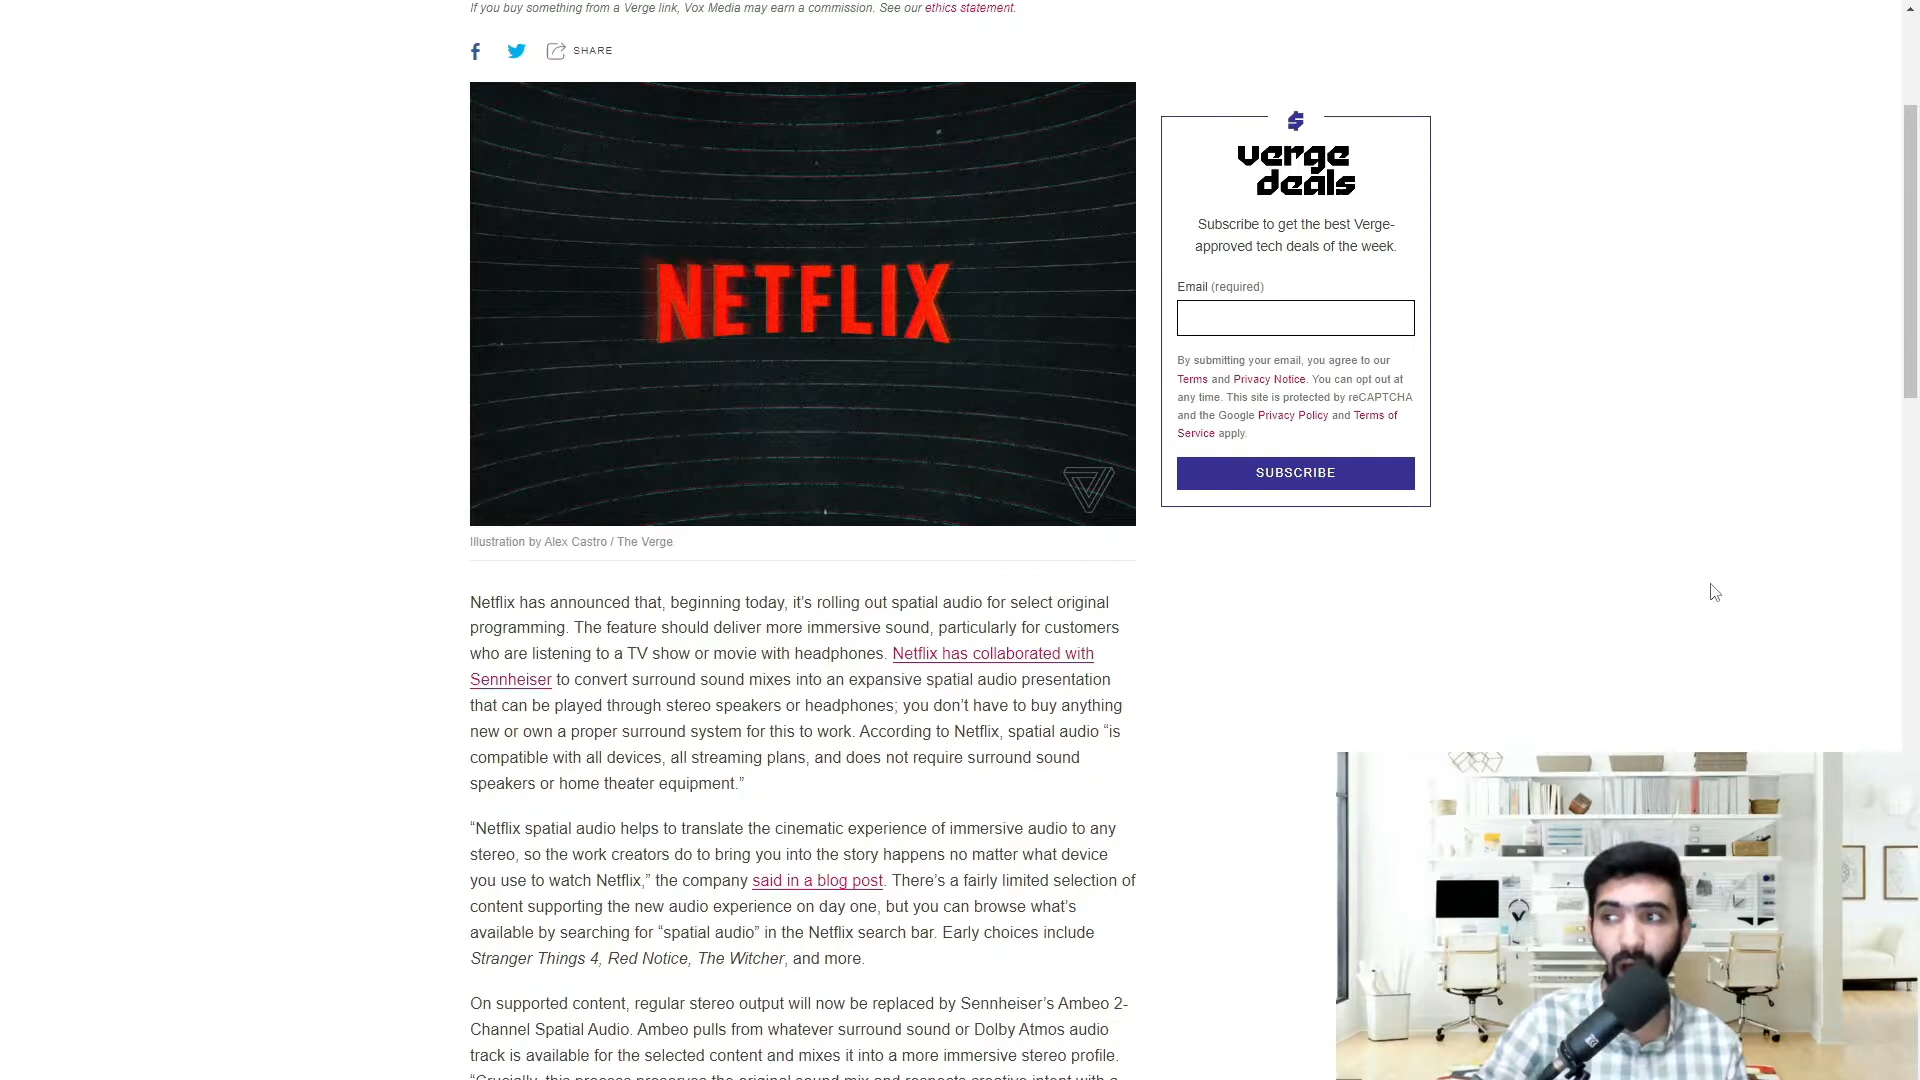 If you buy something from a Verge link, Vox Media may earn a commission. See our ethics statement.
SHARE
NETFLIX
Illustration by Alex Castro / The Verge
Netflix has announced that, beginning today, it’s rolling out spatial audio for select original
programming. The feature should deliver more immersive sound, particularly for customers
who are listening to a TV show or movie with headphones. Netflix has collaborated with
Sennheiser to convert surround sound mixes into an expansive spatial audio presentation
that can be played through stereo speakers or headphones; you don’t have to buy anything
new or own a proper surround system for this to work. According to Netflix, spatial audio “is
compatible with all devices, all streaming plans, and does not require surround sound
speakers or home theater equipment.”
“Netflix spatial audio helps to translate the cinematic experience of immersive audio to any
stereo, so the work creators do to bring you into the story happens no matter what device
you use to watch Netflix,” the company said in a blog post. There’s a fairly limited selection of
content supporting the new audio experience on day one, but you can browse what’s
available by searching for “spatial audio” in the Netflix search bar. Early choices include
Stranger Things 4, Red Notice, The Witcher, and more.
On supported content, regular stereo output will now be replaced by Sennheiser’s Ambeo 2-
Channel Spatial Audio. Ambeo pulls from whatever surround sound or Dolby Atmos audio
track is available for the selected content and mixes it into a more immersive stereo profile.
“Crucially, this process preserves the original sound mix and respects creative intent with a
verge
deals
Subscribe to get the best Verge-
approved tech deals of the week.
Email (required)
By submitting your email, you agree to our
Terms and Privacy Notice. You can opt out at
any time. This site is protected by reCAPTCHA
and the Google Privacy Policy and Terms of
Service apply.
SUBSCRIBE